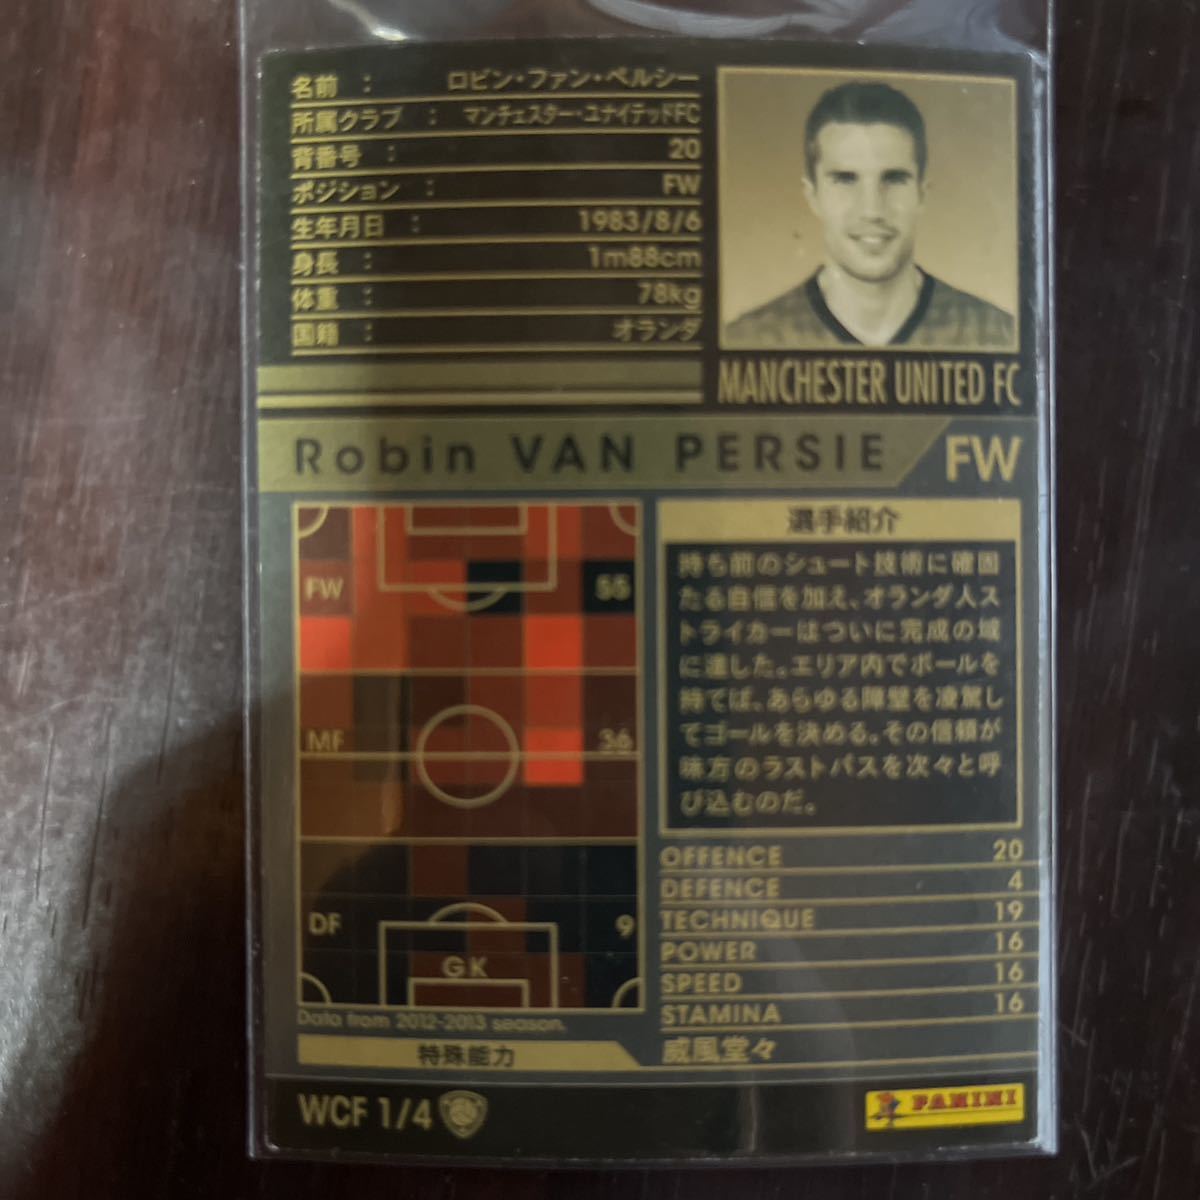 名前 : ロビン・ファン・ペルシー
所属クラブ : マンチェスター・ユナイテッドFC
背番号 : 20
ポジション : FW
生年月日 : 1983/8/6
身長 : 1m88cm
体重 : 78kg
国籍 : オランダ
MANCHESTER UNITED FC
Robin VAN PERSIE FW
FW 55
MF 36
DF 9
GK
Data from 2012-2013 season.
特殊能力
選手紹介
持ち前のシュート技術に確固
たる自信を加え、オランダ人ス
トライカーはついに完成の域
に達した。エリア内でボールを
持てば、あらゆる障壁を凌駕し
てゴールを決める。その信頼が
味方のラストパスを次々と呼
び込むのだ。
OFFENCE 20
DEFENCE 4
TECHNIQUE 19
POWER 16
SPEED 16
STAMINA 16
威風堂々
WCF 1/4
PANINI